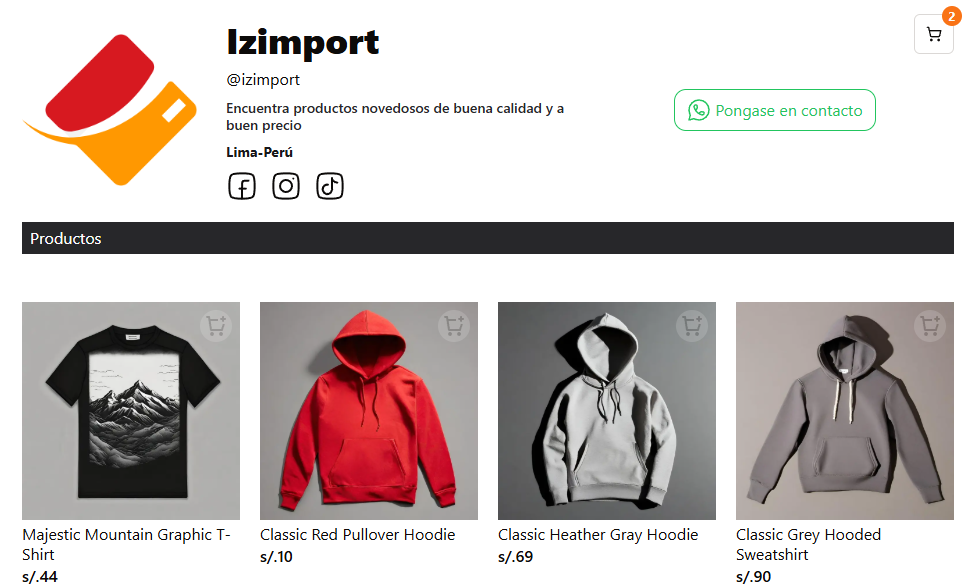 2
Izimport
@izimport
Encuentra productos novedosos de buena calidad y a
buen precio
Lima-Perú
Pongase en contacto
Productos
Majestic Mountain Graphic T-
Shirt
s/.44
Classic Red Pullover Hoodie
s/.10
Classic Heather Gray Hoodie
s/.69
Classic Grey Hooded
Sweatshirt
s/.90